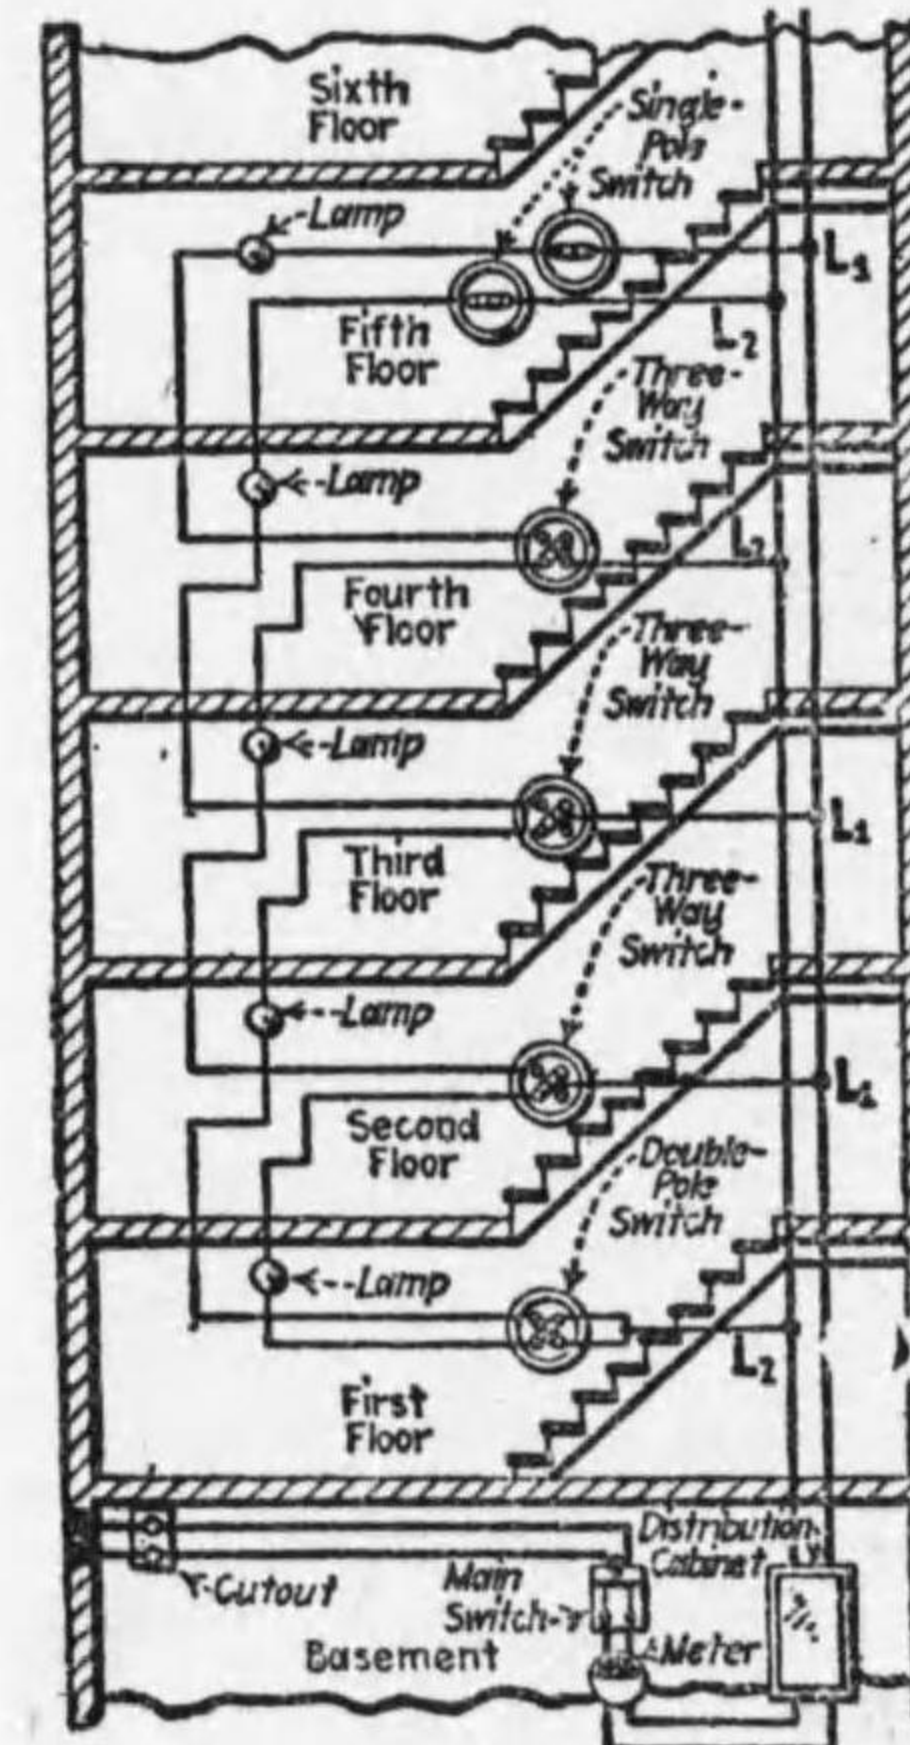 Sixth
Floor
Single-
Pole
Switch
Lamp
L1
Fifth
Floor
L2
Three-
Way
Switch
Lamp
L2
Fourth
Floor
Three-
Way
Switch
Lamp
L1
Third
Floor
Three-
Way
Switch
Lamp
L1
Second
Floor
Double-
Pole
Switch
Lamp
L2
First
Floor
Distribution
Cabinet
Cutout
Main
Switch
Meter
Basement